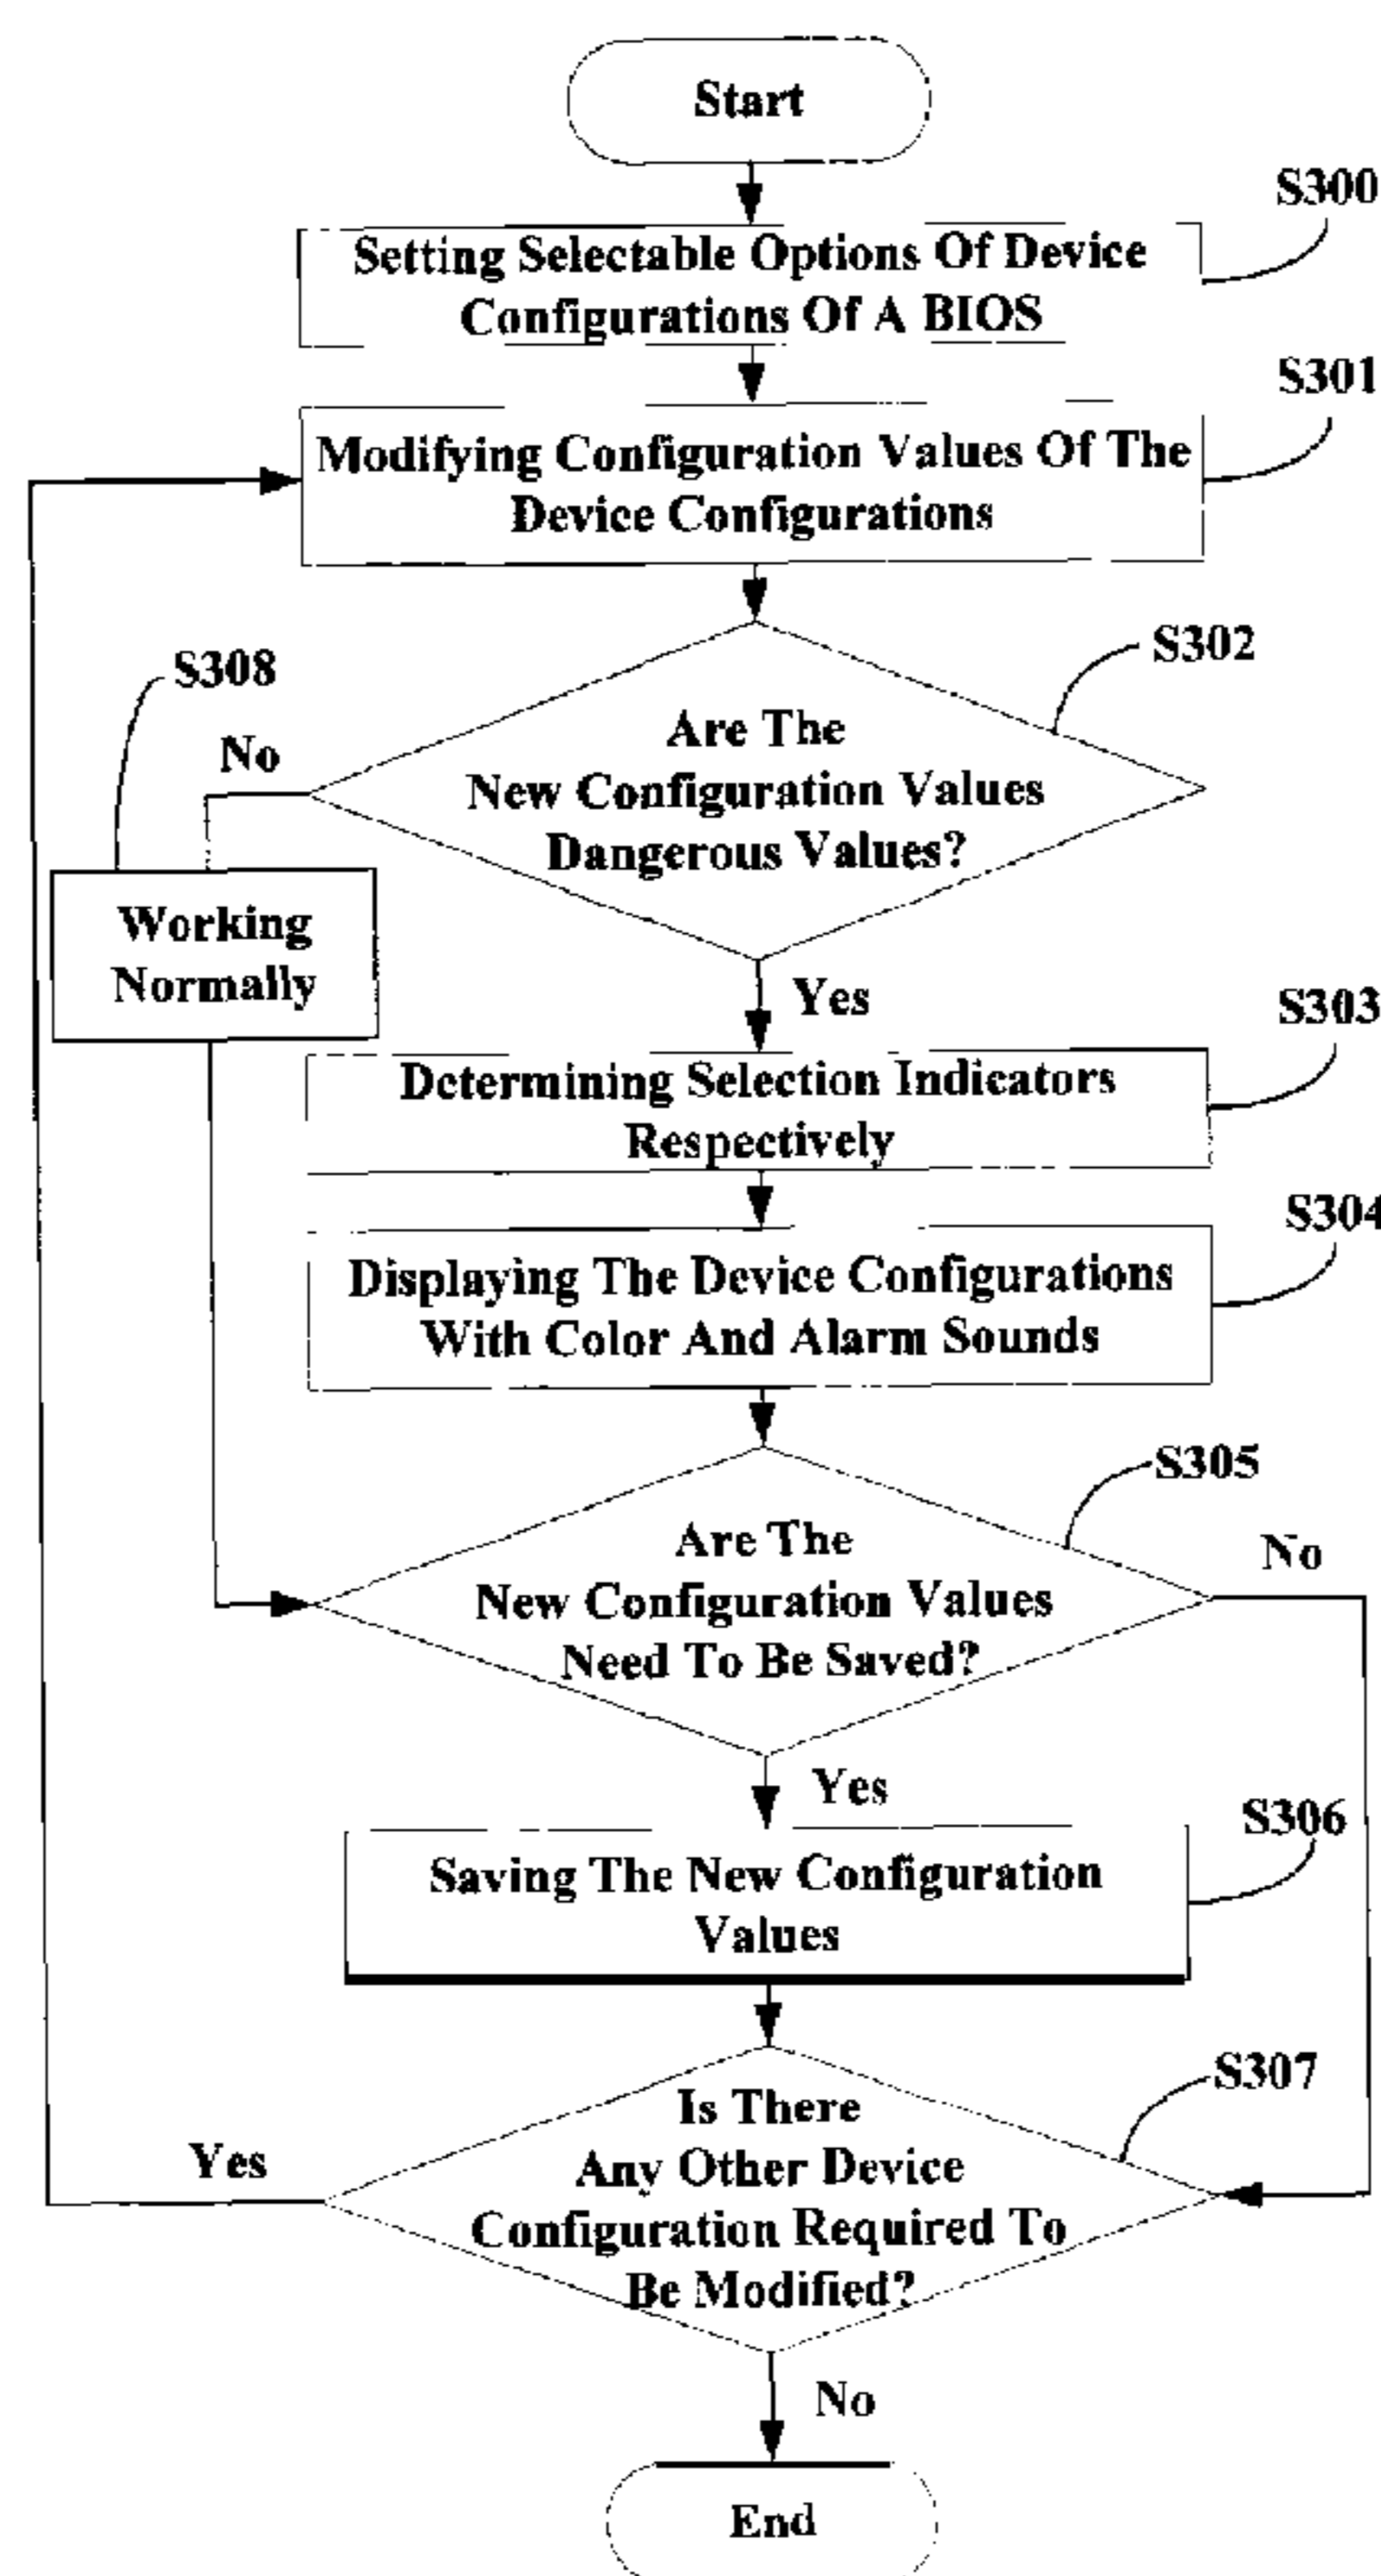 Start
S300
Setting Selectable Options Of Device
Configurations Of A BIOS
S301
Modifying Configuration Values Of The
Device Configurations
S302
S308
No
Are The
New Configuration Values
Dangerous Values?
Working
Normally
Yes
S303
Determining Selection Indicators
Respectively
S304
Displaying The Device Configurations
With Color And Alarm Sounds
S305
No
Are The
New Configuration Values
Need To Be Saved?
Yes
S306
Saving The New Configuration
Values
S307
Is There
Any Other Device
Configuration Required To
Be Modified?
Yes
No
End